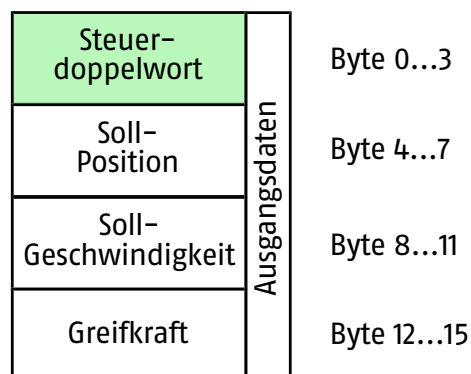 Steuer-
doppelwort
Byte 0...3
Soll-
Position
Byte 4...7
Soll-
Geschwindigkeit
Byte 8...11
Greifkraft
Byte 12...15
Ausgangsdaten